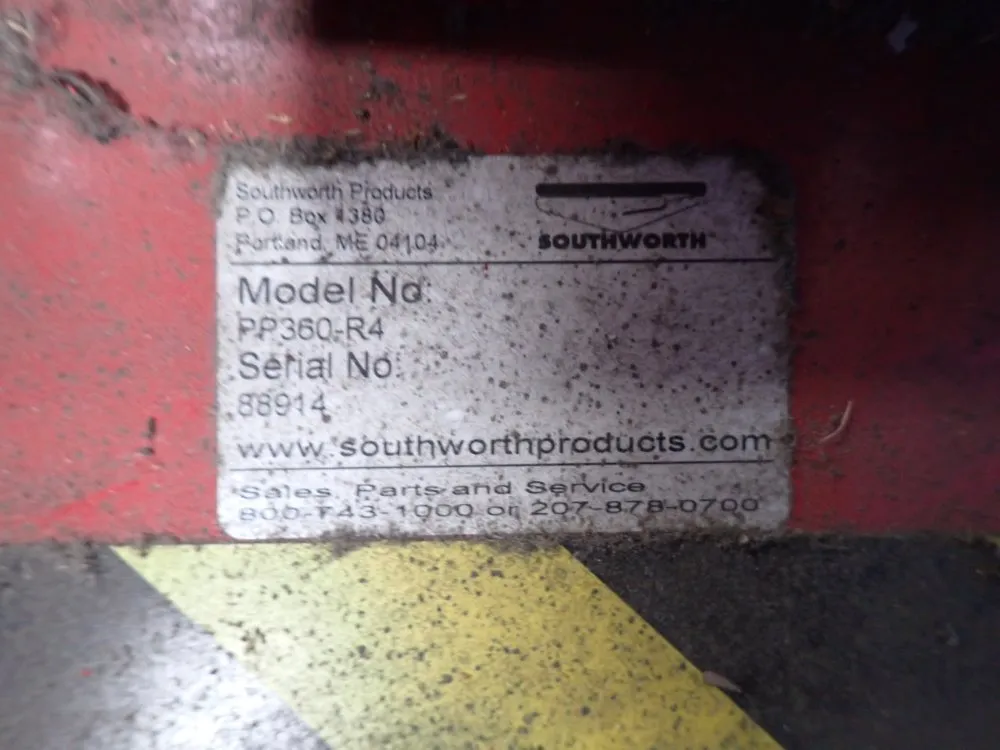 Southworth Products
P.O. Box 1380
Portland, ME 04104
SOUTHWORTH
Model No:
PP360-R4
Serial No:
88914
www.southworthproducts.com
Sales, Parts and Service
800-743-1000 or 207-878-0700